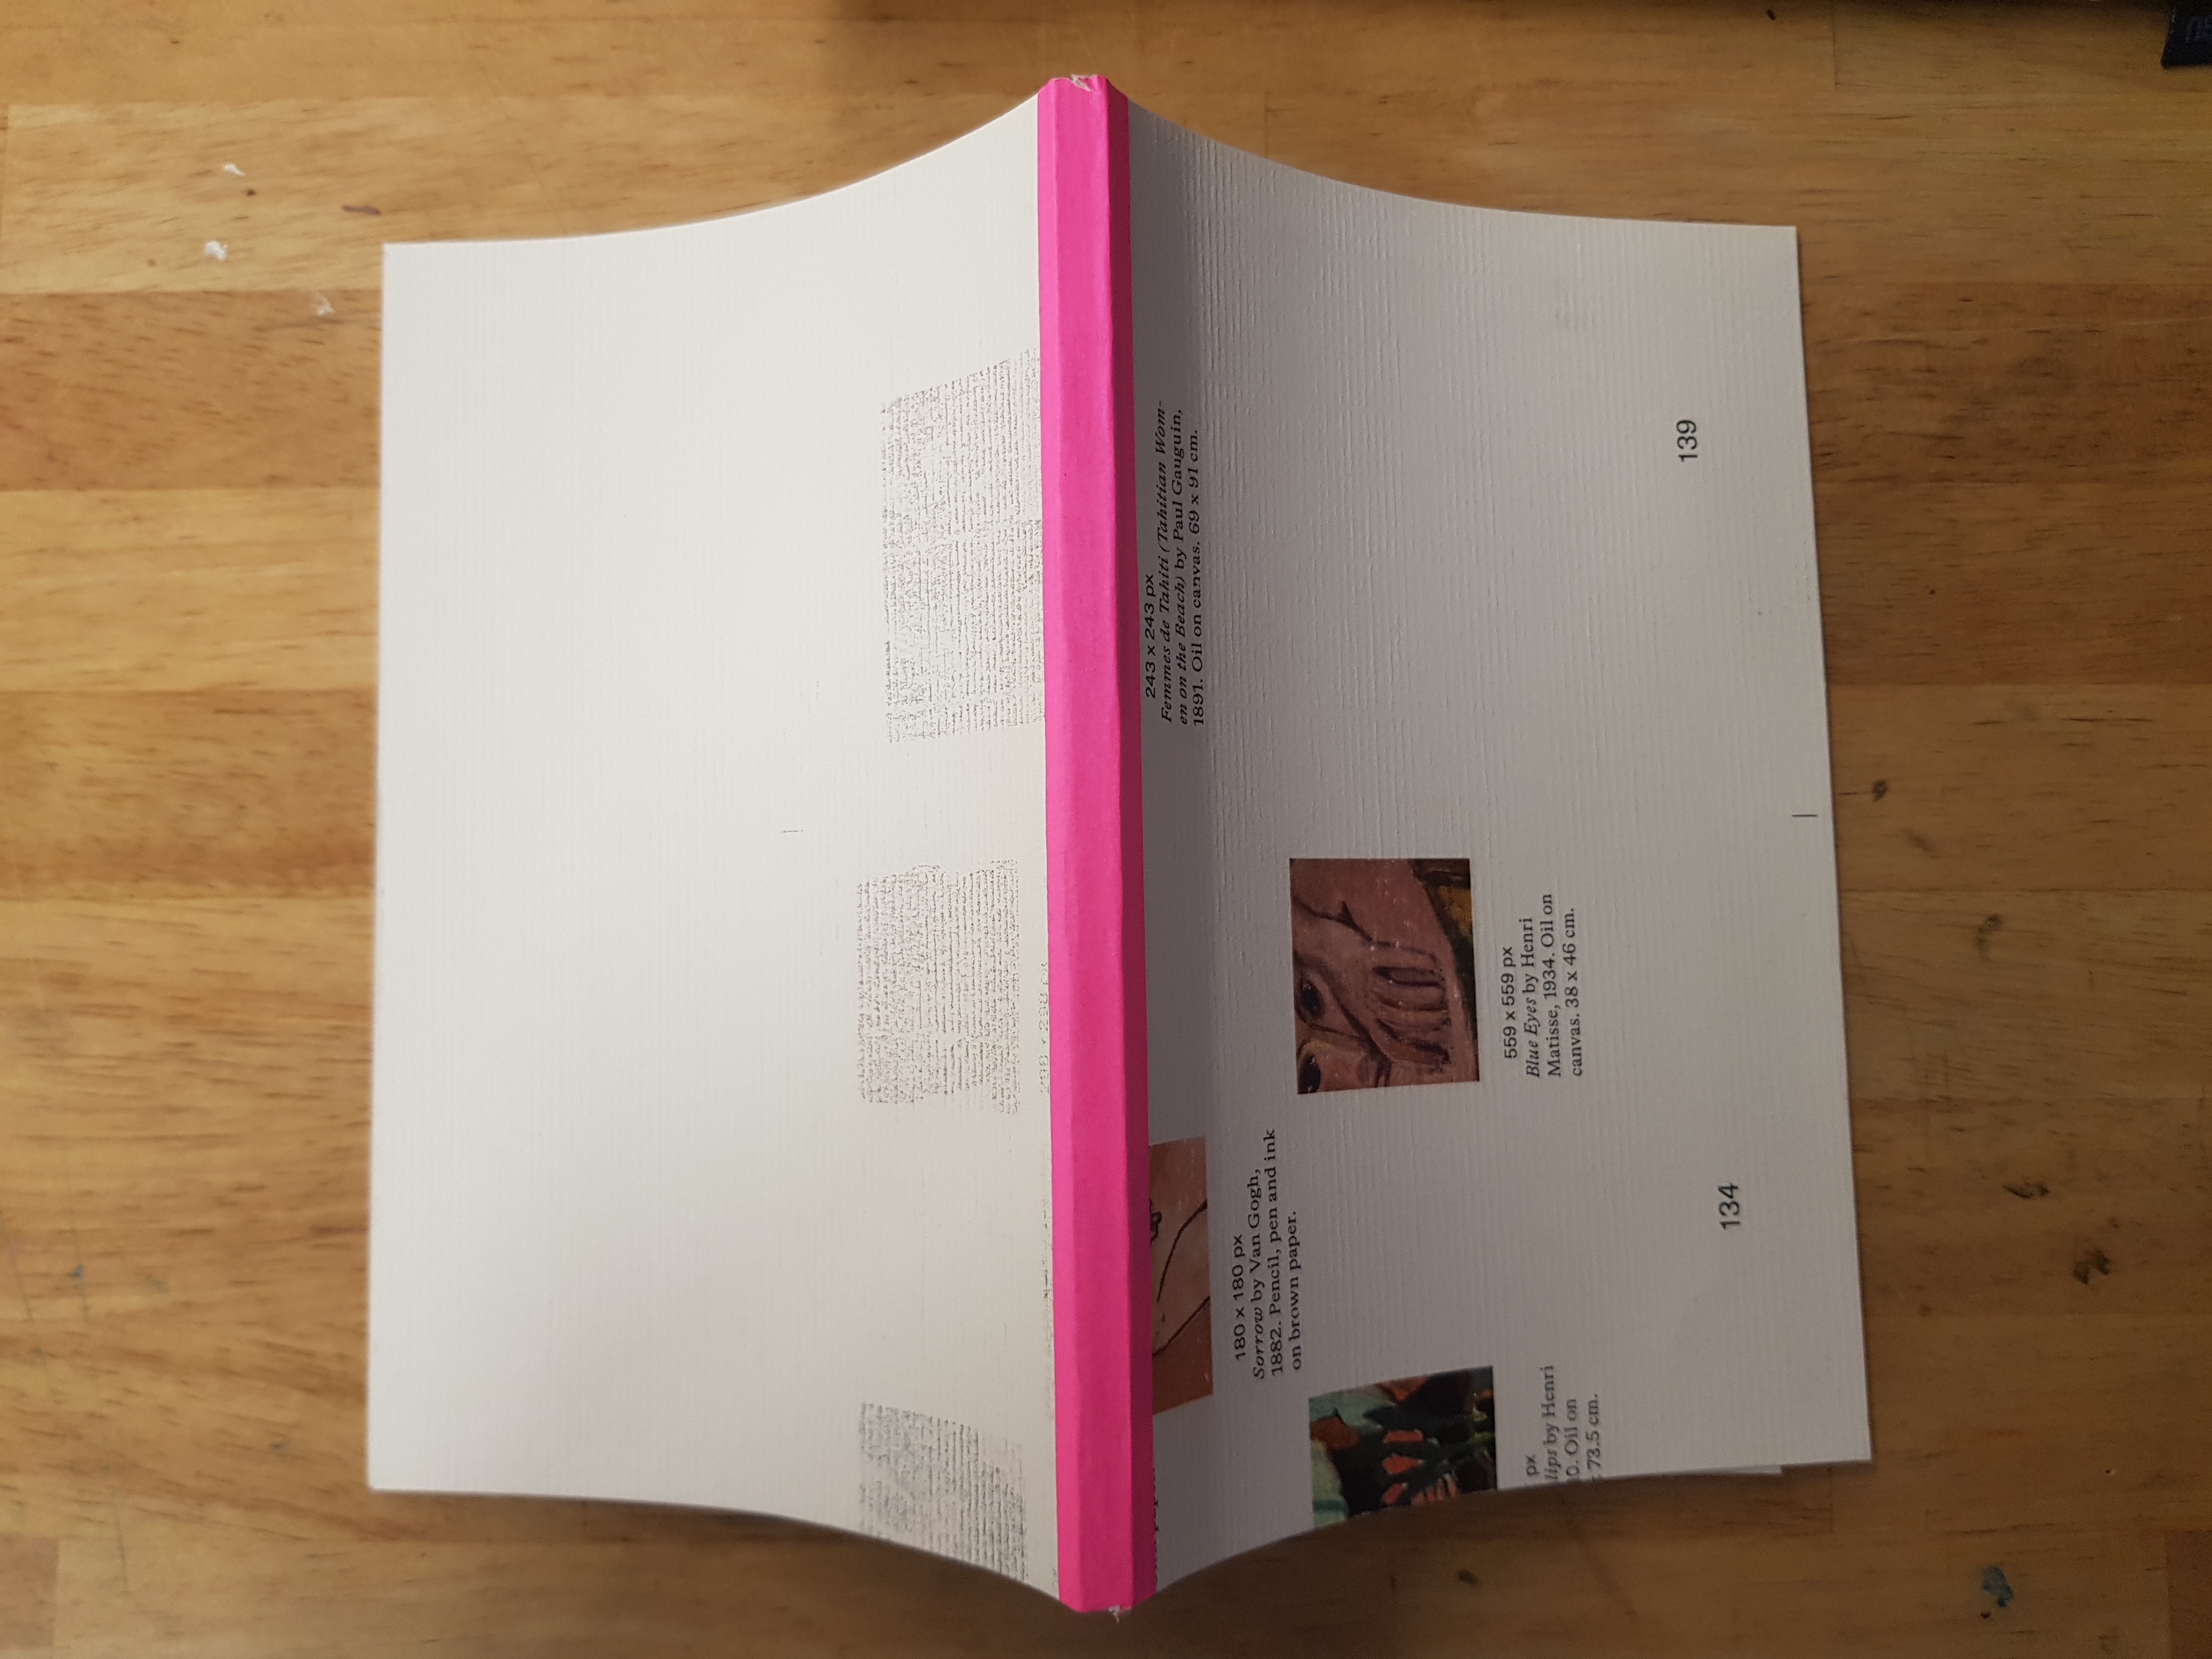 243 x 243 px
Femmes de Tahiti (Tahitian Wom-
en on the Beach) by Paul Gauguin,
1891. Oil on canvas. 69 x 91 cm.
139
559 x 559 px
Blue Eyes by Henri
Matisse, 1934. Oil on
canvas. 38 x 46 cm.
180 x 180 px
Sorrow by Van Gogh,
1882. Pencil, pen and ink
on brown paper.
134
px
lips by Henri
0. Oil on
73.5 cm.